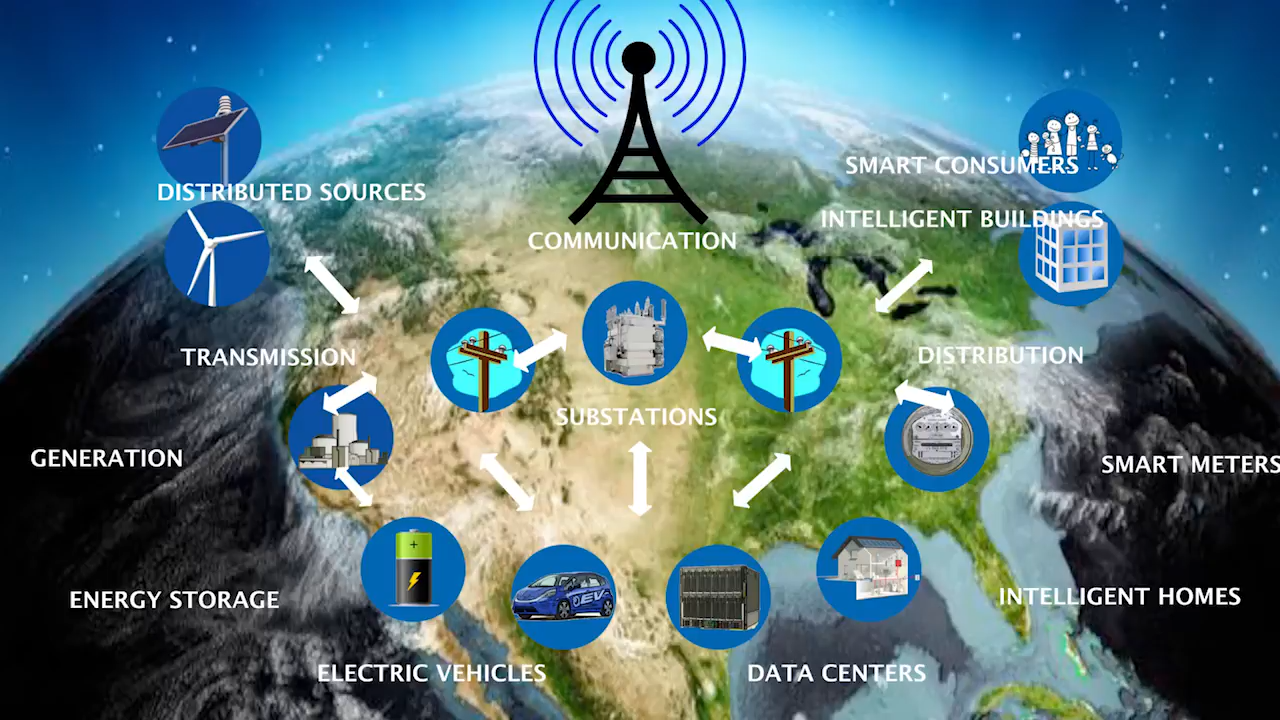 SMART CONSUMERS
DISTRIBUTED SOURCES
INTELLIGENT BUILDINGS
COMMUNICATION
TRANSMISSION
DISTRIBUTION
SUBSTATIONS
GENERATION
SMART METERS
EV
ENERGY STORAGE
INTELLIGENT HOMES
ELECTRIC VEHICLES
DATA CENTERS